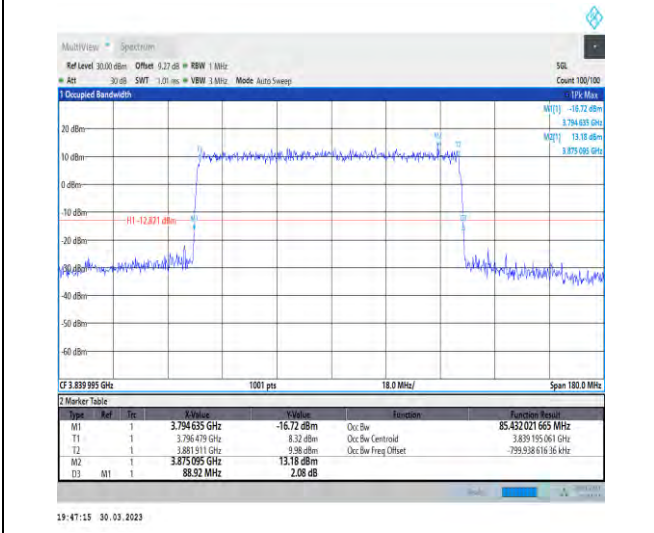 MultiView Spectrum
Ref Level 30.00 dBm Offset 9.27 dB RBW 1 MHz SGL
Att 30 dB SWT 1.01 ms VBW 3 MHz Mode Auto Sweep Count 100/100
1 Occupied Bandwidth 1Pk Max
M1[1] -16.72 dBm
3.794 635 GHz
M2[1] 13.18 dBm
3.875 095 GHz
20 dBm
10 dBm
0 dBm
-10 dBm
H1 -12.821 dBm
-20 dBm
-30 dBm
-40 dBm
-50 dBm
-60 dBm
M1
T1
M2
T2
D3
CF 3.839 995 GHz 1001 pts 18.0 MHz/ Span 180.0 MHz
2 Marker Table
Type Ref Trc X-Value Y-Value Function Function Result
M1 1 3.794 635 GHz -16.72 dBm Occ Bw 85.432 021 665 MHz
T1 1 3.796 479 GHz 8.32 dBm Occ Bw Centroid 3.839 195 061 GHz
T2 1 3.881 911 GHz 9.98 dBm Occ Bw Freq Offset -799.938 616 36 kHz
M2 1 3.875 095 GHz 13.18 dBm
D3 M1 1 88.92 MHz 2.08 dB
19:47:15 30.03.2023